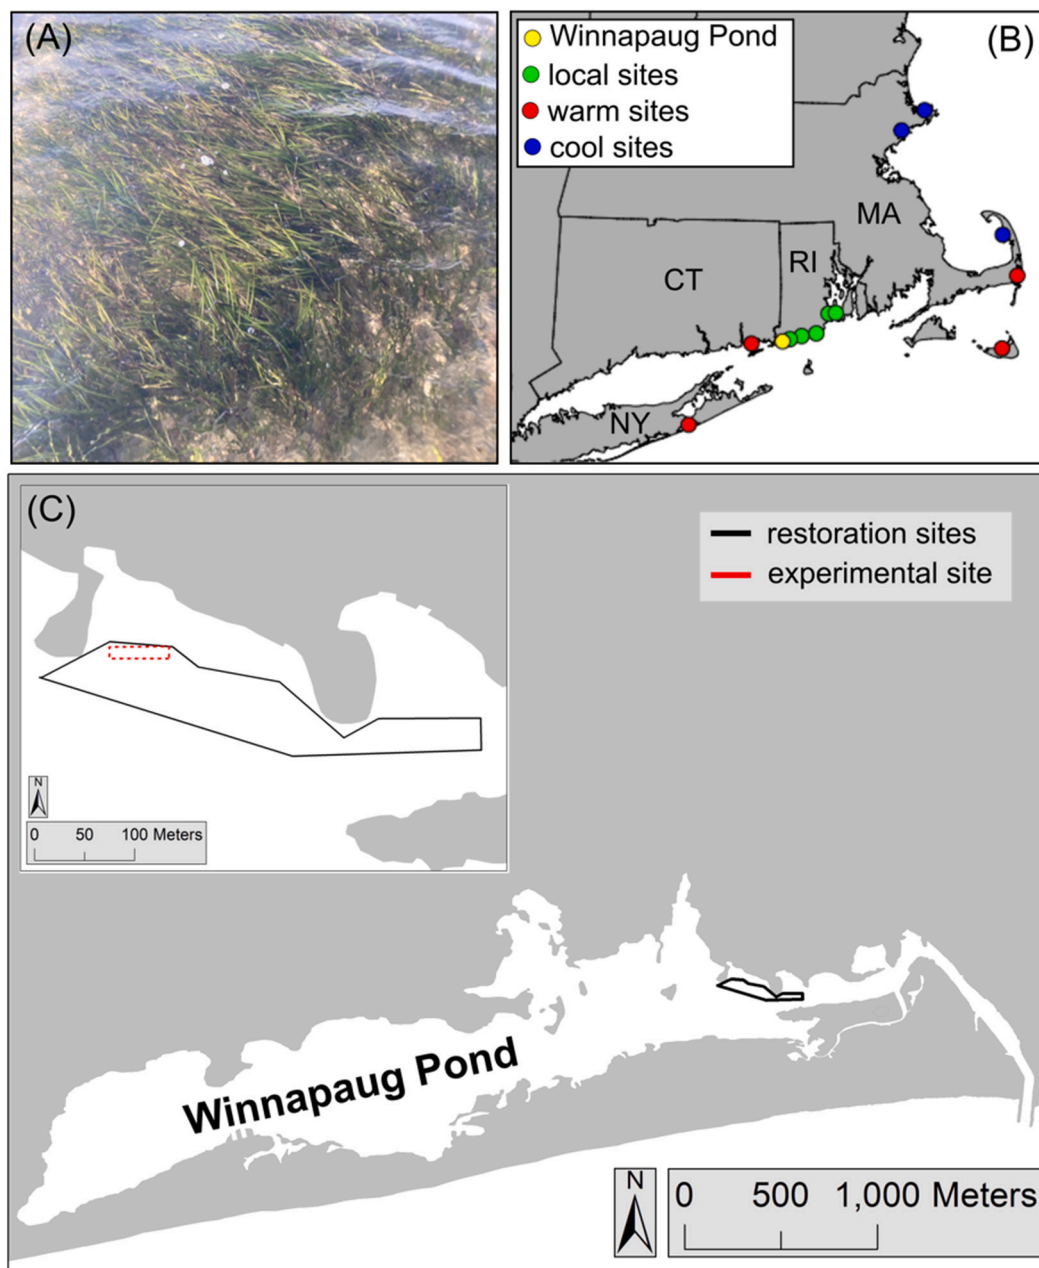 (A)
Winnapaug Pond
local sites
warm sites
cool sites
(B)
MA
RI
CT
NY
(C)
restoration sites
experimental site
N
0 50 100 Meters
Winnapaug Pond
N
0 500 1,000 Meters